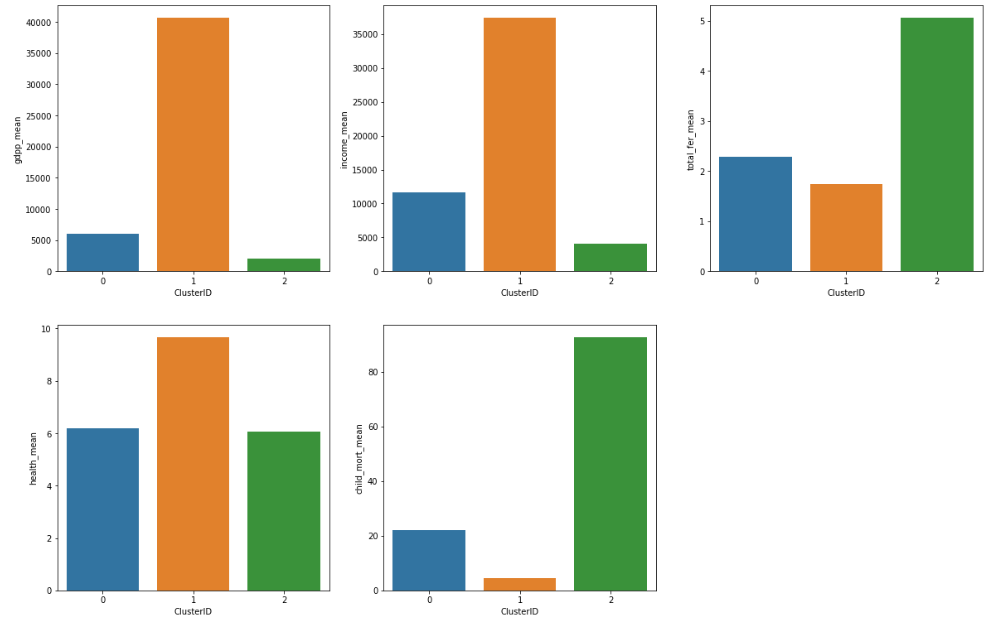 gdpp_mean
40000
35000
30000
25000
20000
15000
10000
5000
0
0 1 2
ClusterID
income_mean
35000
30000
25000
20000
15000
10000
5000
0
0 1 2
ClusterID
total_fer_mean
5
4
3
2
1
0
0 1 2
ClusterID
health_mean
10
8
6
4
2
0
0 1 2
ClusterID
child_mort_mean
80
60
40
20
0
0 1 2
ClusterID